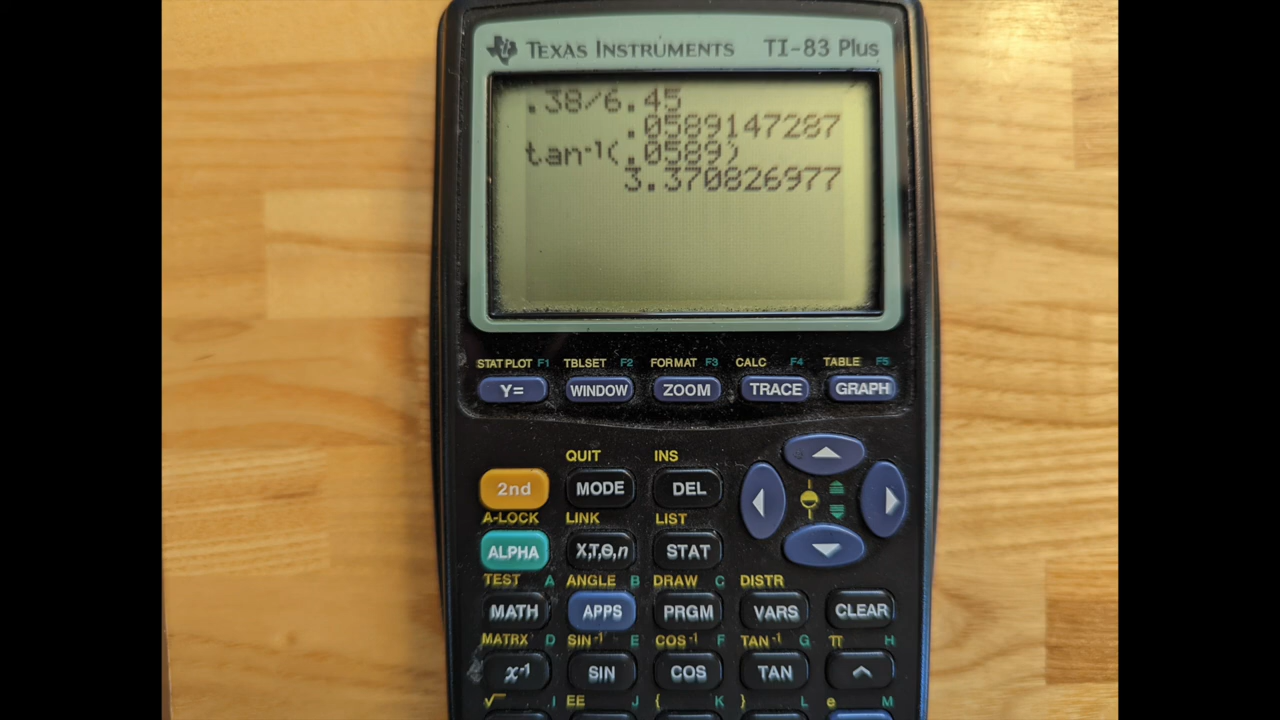 TEXAS INSTRUMENTS TI-83 Plus
.38/6.45
.0589147287
tan⁻¹(.0589)
3.370826977
STAT PLOT F1 TBLSET F2 FORMAT F3 CALC F4 TABLE F5
Y= WINDOW ZOOM TRACE GRAPH
QUIT INS
2nd MODE DEL
A-LOCK LINK LIST
ALPHA X,T,Θ,n STAT
TEST A ANGLE B DRAW C DISTR
MATH APPS PRGM VARS CLEAR
MATRX D SIN⁻¹ E COS⁻¹ F TAN⁻¹ G π H
x⁻¹ SIN COS TAN ^
√ I EE J { K } L e M